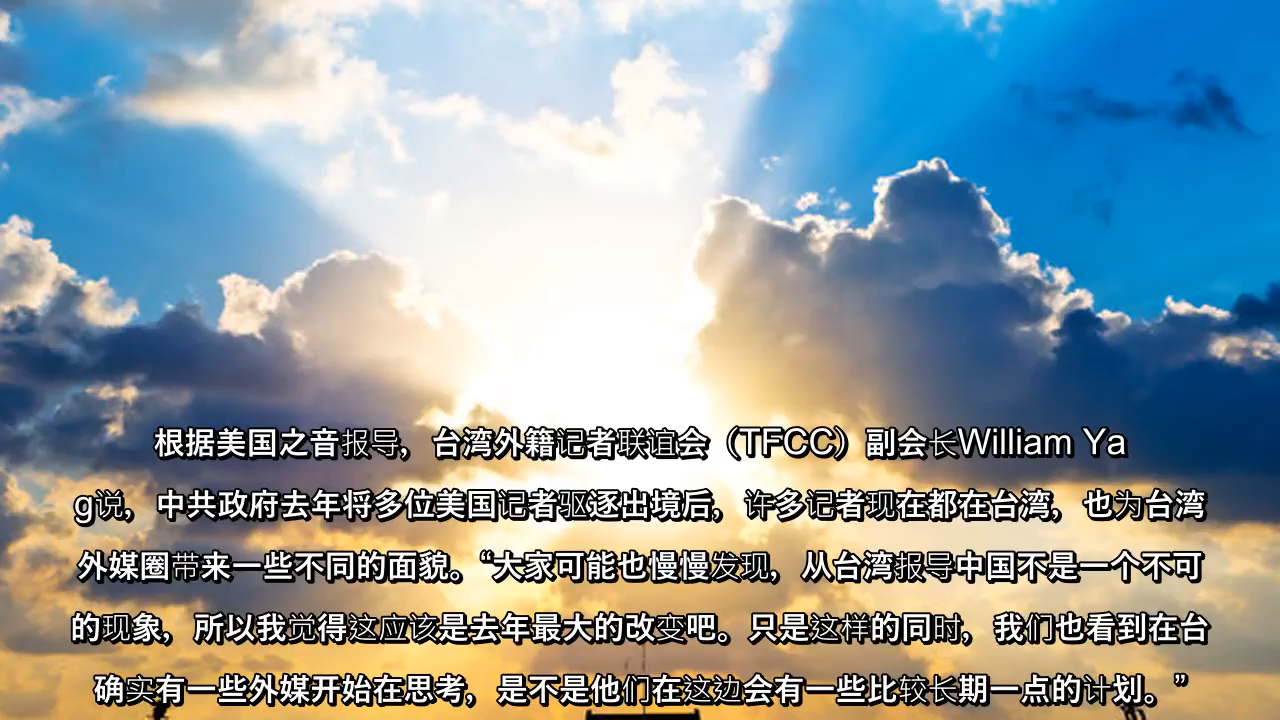 根据美国之音报导，台湾外籍记者联谊会（TFCC）副会长William Ya
g说，中共政府去年将多位美国记者驱逐出境后，许多记者现在都在台湾，也为台湾
外媒圈带来一些不同的面貌。“大家可能也慢慢发现，从台湾报导中国不是一个不可
的现象，所以我觉得这应该是去年最大的改变吧。只是这样的同时，我们也看到在台
确实有一些外媒开始在思考，是不是他们在这边会有一些比较长期一点的计划。”